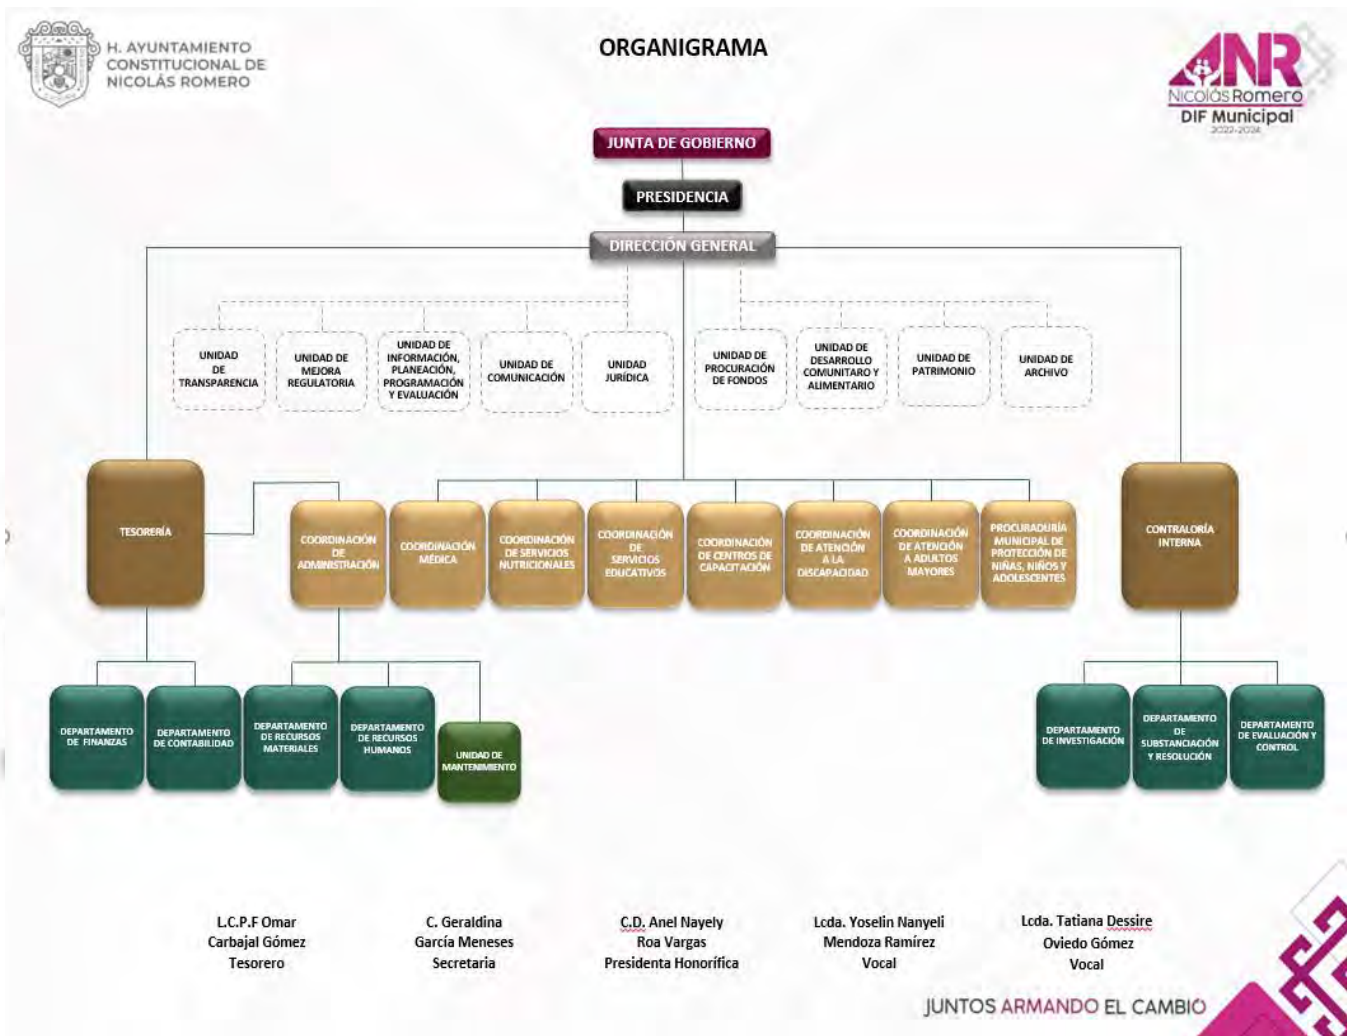 H. AYUNTAMIENTO
CONSTITUCIONAL DE
NICOLÁS ROMERO
ORGANIGRAMA
ANR
Nicolás Romero
DIF Municipal
2022-2024
JUNTA DE GOBIERNO
PRESIDENCIA
DIRECCIÓN GENERAL
UNIDAD
DE
TRANSPARENCIA
UNIDAD DE
MEJORA
REGULATORIA
UNIDAD DE
INFORMACIÓN,
PLANEACIÓN,
PROGRAMACIÓN
Y EVALUACIÓN
UNIDAD DE
COMUNICACIÓN
UNIDAD
JURÍDICA
UNIDAD DE
PROCURACIÓN
DE FONDOS
UNIDAD DE
DESARROLLO
COMUNITARO Y
ALIMENTARIO
UNIDAD DE
PATRIMONIO
UNIDAD DE
ARCHIVO
TESORERÍA
COORDINACIÓN
DE
ADMINISTRACIÓN
COORDINACIÓN
MÉDICA
COORDINACIÓN
DE SERVICIOS
NUTRICIONALES
COORDINACIÓN
DE
SERVICIOS
EDUCATIVOS
COORDINACIÓN
DE CENTROS DE
CAPACITACIÓN
COORDINACIÓN
DE ATENCIÓN
A LA
DISCAPACIDAD
COORDINACIÓN
DE ATENCIÓN
A ADULTOS
MAYORES
PROCURADURÍA
MUNICIPAL DE
PROTECCIÓN DE
NIÑAS, NIÑOS Y
ADOLESCENTES
CONTRALORÍA
INTERNA
DEPARTAMENTO
DE FINANZAS
DEPARTAMENTO
DE CONTABILIDAD
DEPARTAMENTO
DE RECURSOS
MATERIALES
DEPARTAMENTO
DE RECURSOS
HUMANOS
UNIDAD DE
MANTENIMIENTO
DEPARTAMENTO
DE INVESTIGACIÓN
DEPARTAMENTO
DE
SUBSTANCIACIÓN
Y RESOLUCIÓN
DEPARTAMENTO
DE EVALUACIÓN Y
CONTROL
L.C.P.F Omar
Carbajal Gómez
Tesorero
C. Geraldina
García Meneses
Secretaria
C.D. Anel Nayely
Roa Vargas
Presidenta Honorífica
Lcda. Yoselin Nanyeli
Mendoza Ramírez
Vocal
Lcda. Tatiana Dessire
Oviedo Gómez
Vocal
JUNTOS ARMANDO EL CAMBIO